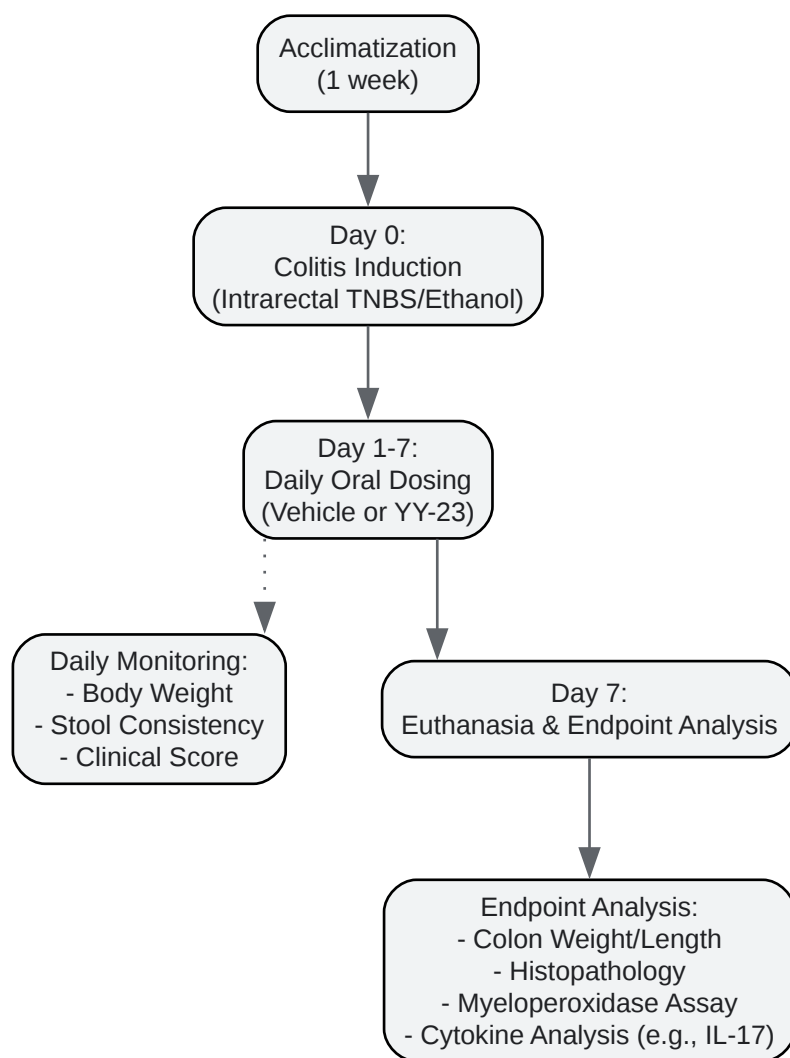 Acclimatization
(1 week)
Day 0:
Colitis Induction
(Intrarectal TNBS/Ethanol)
Day 1-7:
Daily Oral Dosing
(Vehicle or YY-23)
Daily Monitoring:
- Body Weight
- Stool Consistency
- Clinical Score
Day 7:
Euthanasia & Endpoint Analysis
Endpoint Analysis:
- Colon Weight/Length
- Histopathology
- Myeloperoxidase Assay
- Cytokine Analysis (e.g., IL-17)